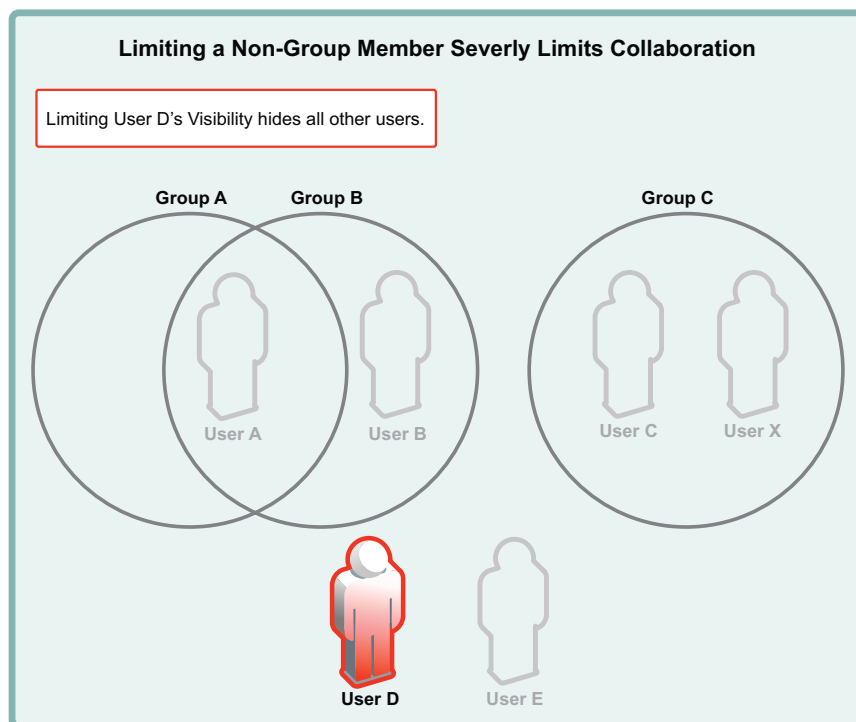 Limiting a Non-Group Member Severly Limits Collaboration
Limiting User D’s Visibility hides all other users.
Group A
Group B
Group C
User A
User B
User C
User X
User D
User E